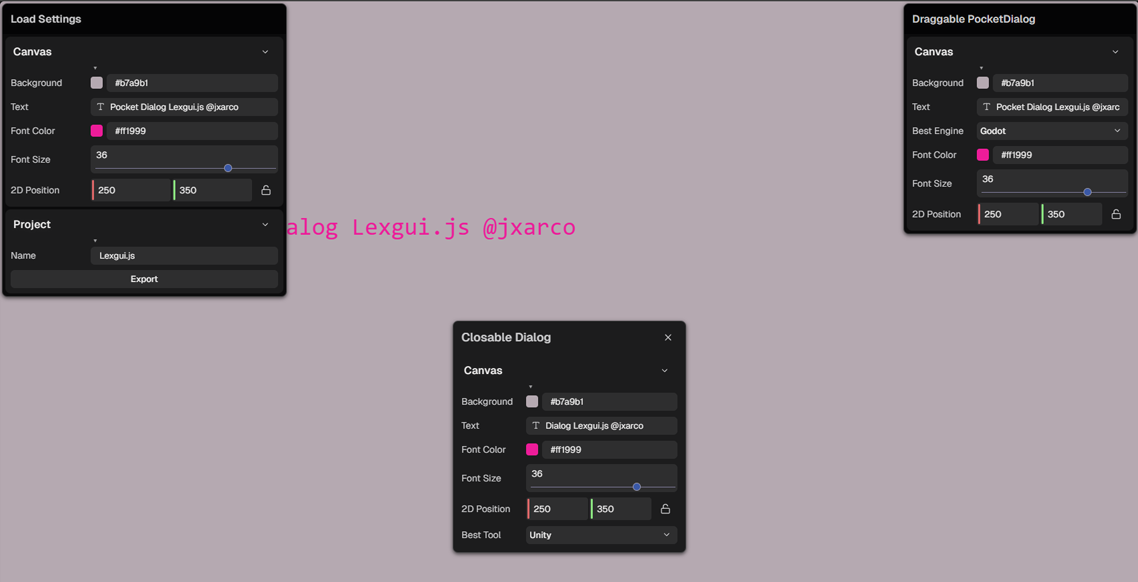 Load Settings
Canvas
Background #b7a9b1
Text T Pocket Dialog Lexgui.js @jxarco
Font Color #ff1999
Font Size 36
2D Position 250 350
Project
Name Lexgui.js
Export
alog Lexgui.js @jxarco
Draggable PocketDialog
Canvas
Background #b7a9b1
Text T Pocket Dialog Lexgui.js @jxarc
Best Engine Godot
Font Color #ff1999
Font Size 36
2D Position 250 350
Closable Dialog
Canvas
Background #b7a9b1
Text T Dialog Lexgui.js @jxarco
Font Color #ff1999
Font Size 36
2D Position 250 350
Best Tool Unity